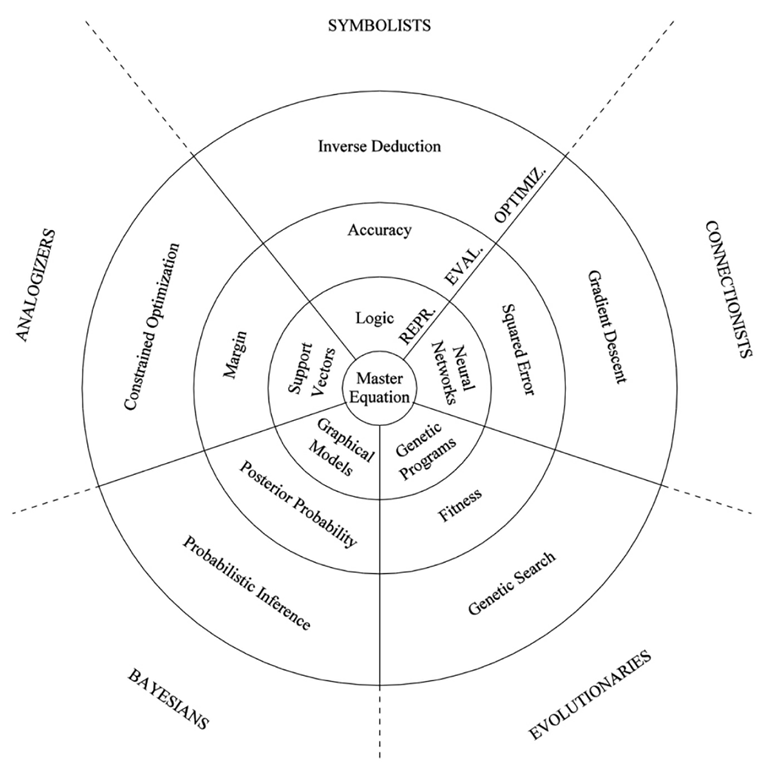 SYMBOLISTS
Inverse Deduction
OPTIMIZ.
Accuracy
EVAL.
Logic
REPR.
ANALOGIZERS
Constrained Optimization
Margin
Support
Vectors
Master
Equation
Neural
Networks
Squared Error
Gradient Descent
CONNECTIONISTS
Graphical
Models
Genetic
Programs
Posterior Probability
Fitness
Probabilistic Inference
Genetic Search
BAYESIANS
EVOLUTIONARIES